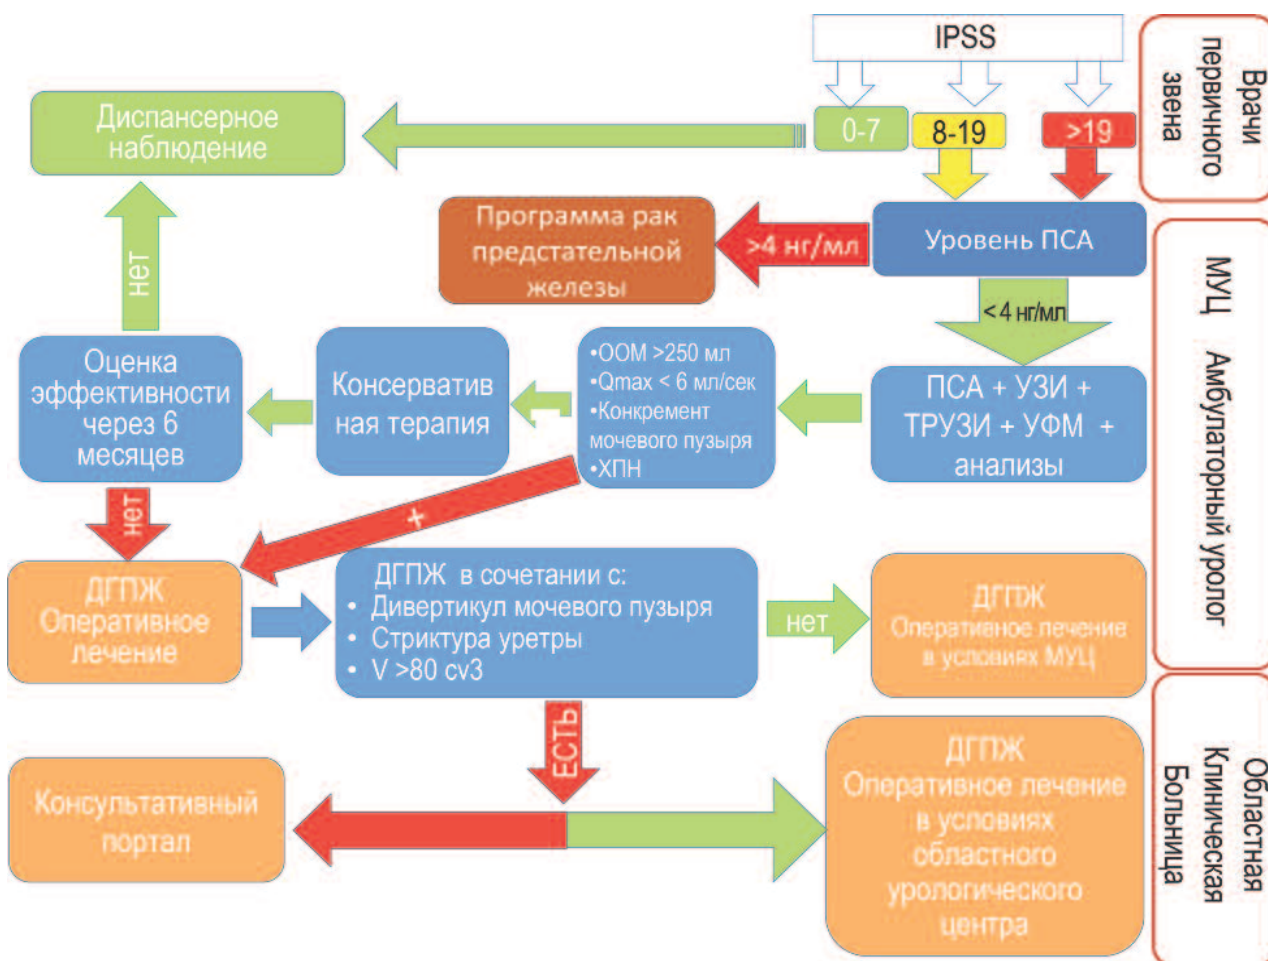 IPSS
Врачи
первичного
звена
0-7
8-19
>19
Диспансерное
наблюдение
Программа рак
предстательной
железы
>4 нг/мл
Уровень ПСА
<4 нг/мл
нет
Оценка
эффективности
через 6
месяцев
Консерватив
ная терапия
•ООМ >250 мл
•Qmax < 6 мл/сек
•Конкремент
мочевого пузыря
•ХПН
ПСА + УЗИ +
ТРУЗИ + УФМ +
анализы
МУЦ Амбулаторный уролог
нет
+
ДГПЖ
Оперативное
лечение
ДГПЖ в сочетании с:
• Дивертикул мочевого пузыря
• Стриктура уретры
• V >80 cv3
нет
ДГПЖ
Оперативное лечение
в условиях МУЦ
ЕСТЬ
Консультативный
портал
ДГПЖ
Оперативное лечение
в условиях
областного
урологического
центра
Областная
Клиническая
Больница